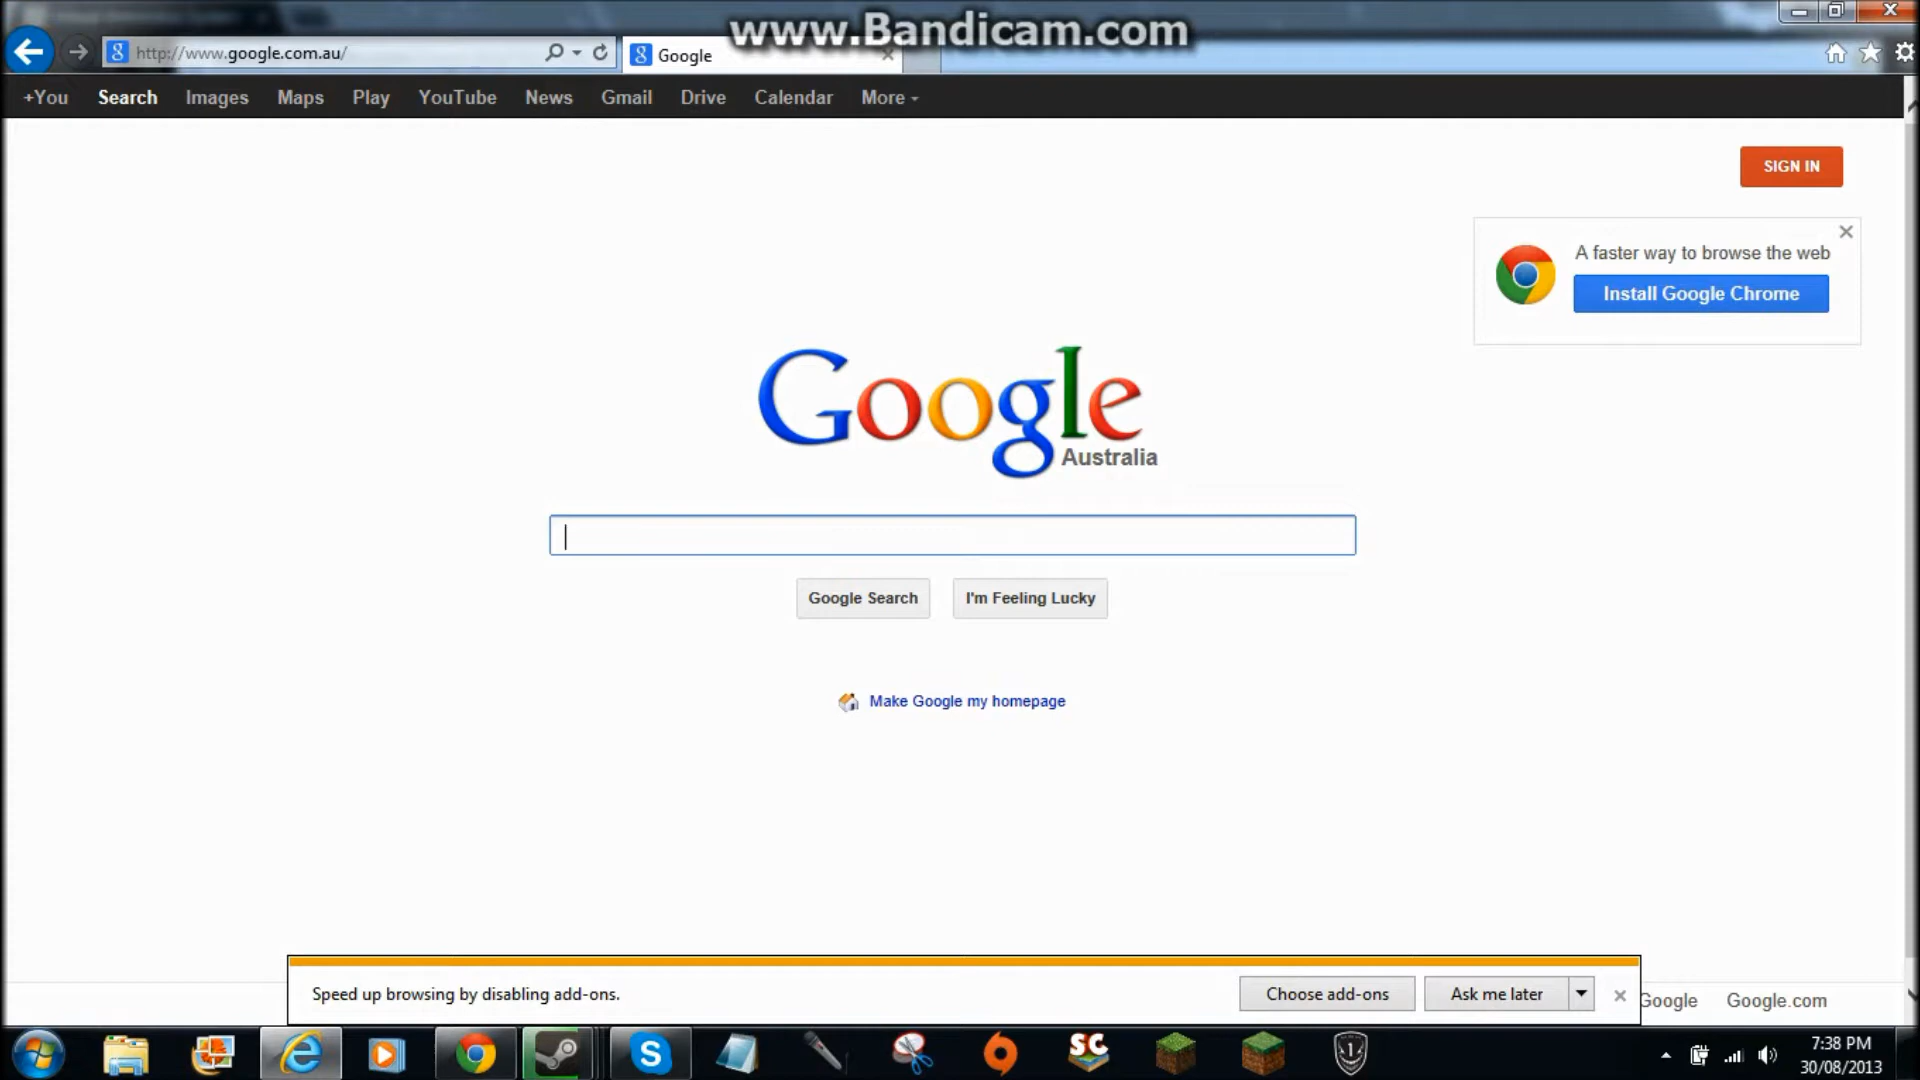 www.Bandicam.com
http://www.google.com.au/
Google
+You Search Images Maps Play YouTube News Gmail Drive Calendar More
SIGN IN
A faster way to browse the web
Install Google Chrome
Google
Australia
Google Search I'm Feeling Lucky
Make Google my homepage
Speed up browsing by disabling add-ons. Choose add-ons Ask me later
Google Google.com
7:38 PM
30/08/2013
SC